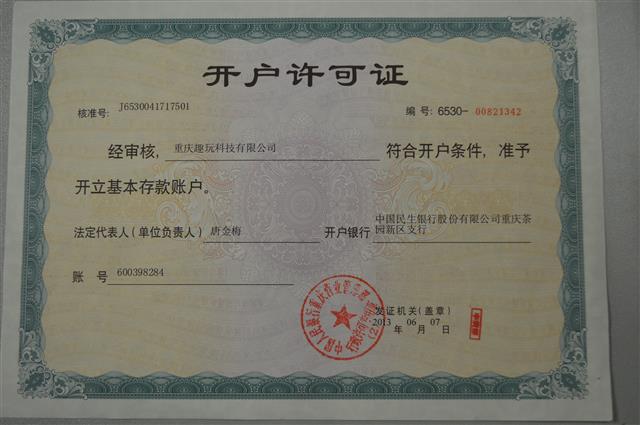 开户许可证
核准号: J6530041717501
编 号: 6530- 00821342
经审核, 重庆趣玩科技有限公司 符合开户条件, 准予
开立基本存款账户。
法定代表人(单位负责人) 唐金梅 开户银行 中国民生银行股份有限公司重庆茶
园新区支行
账 号 600398284
发证机关(盖章)
2013 年 06 月 07 日